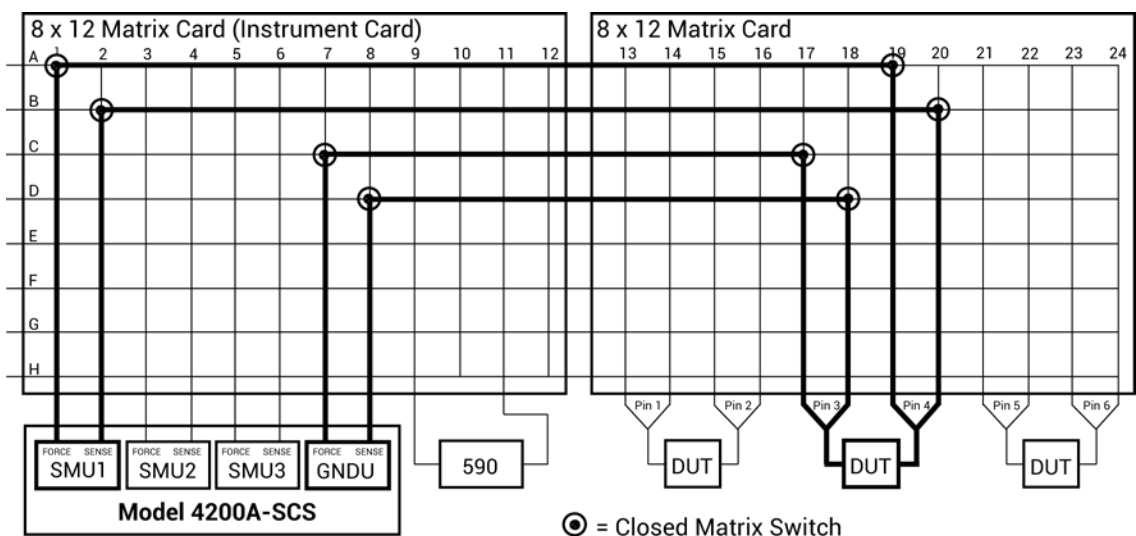 8 x 12 Matrix Card (Instrument Card)
8 x 12 Matrix Card
1 2 3 4 5 6 7 8 9 10 11 12 13 14 15 16 17 18 19 20 21 22 23 24
A
B
C
D
E
F
G
H
Pin 1 Pin 2 Pin 3 Pin 4 Pin 5 Pin 6
FORCE SENSE FORCE SENSE FORCE SENSE FORCE SENSE
SMU1 SMU2 SMU3 GNDU 590 DUT DUT DUT
Model 4200A-SCS
= Closed Matrix Switch